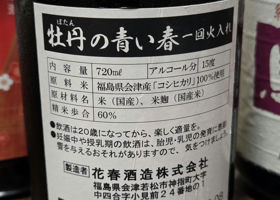 ぼたん
牡丹の青い春 一回火入れ
内容量 720mℓ アルコール分 15度
原料米 福島県会津産「コシヒカリ」100%使用
原材料名 米（国産）、米麹（国産米）
精米歩合 60%
●飲酒は20歳になってから。楽しく適量を。
●妊娠中や授乳期の飲酒は、胎児・乳児の発育に悪影
響を与えるおそれがありますので、気をつけましょう。
製造者 花春酒造株式会社
福島県会津若松市神指町大字
中四合字小見前２４番地の１